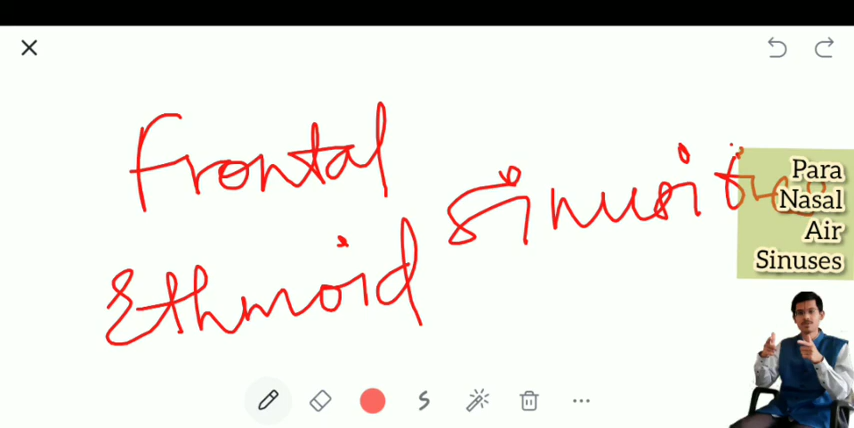 Frontal
Ethmoid
sinusitis
Para
Nasal
Air
Sinuses